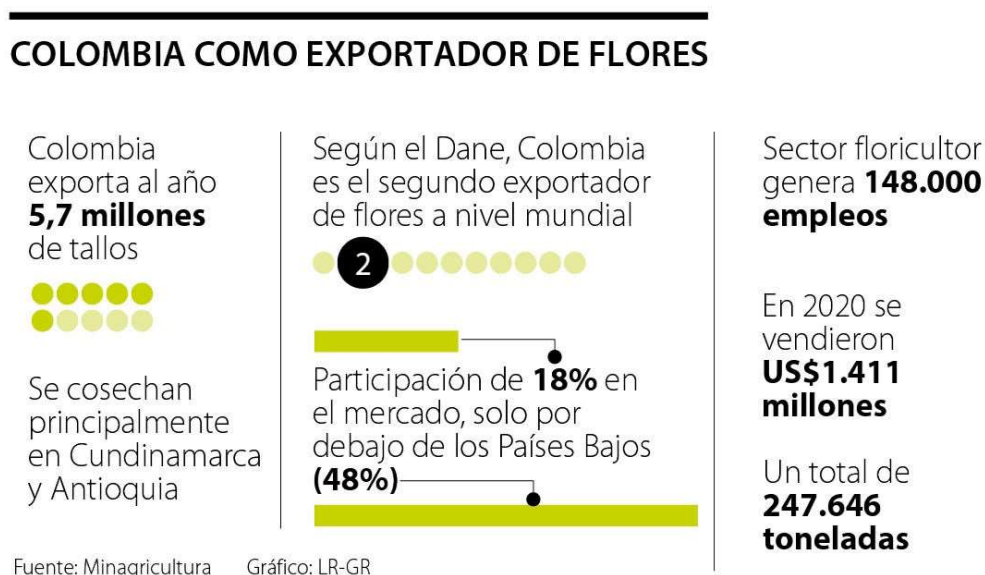 COLOMBIA COMO EXPORTADOR DE FLORES
Colombia
exporta al año
5,7 millones
de tallos
Se cosechan
principalmente
en Cundinamarca
y Antioquia
Según el Dane, Colombia
es el segundo exportador
de flores a nivel mundial
2
Participación de 18% en
el mercado, solo por
debajo de los Países Bajos
(48%)
Sector floricultor
genera 148.000
empleos
En 2020 se
vendieron
US$1.411
millones
Un total de
247.646
toneladas
Fuente: Minagricultura Gráfico: LR-GR